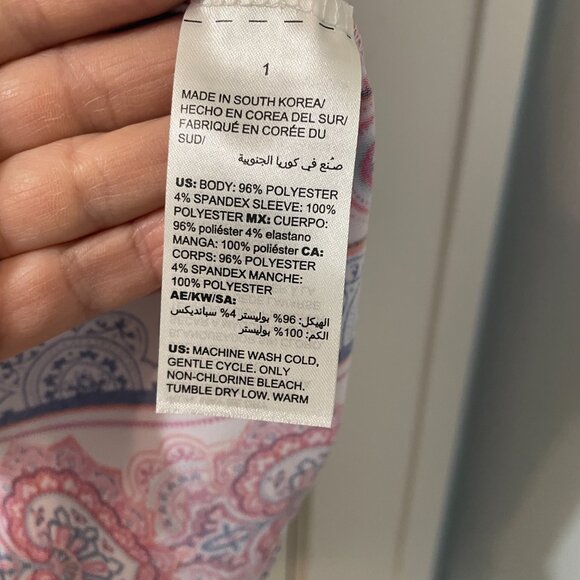 1
MADE IN SOUTH KOREA/
HECHO EN COREA DEL SUR/
FABRIQUÉ EN CORÉE DU
SUD/
صنع في كوريا الجنوبية
US: BODY: 96% POLYESTER
4% SPANDEX SLEEVE: 100%
POLYESTER MX: CUERPO:
96% poliéster 4% elastano
MANGA: 100% poliéster CA:
CORPS: 96% POLYESTER
4% SPANDEX MANCHE:
100% POLYESTER
AE/KW/SA:
الهيكل: 96% بوليستر 4% سباندیکس
الكم: 100% بوليستر
US: MACHINE WASH COLD,
GENTLE CYCLE. ONLY
NON-CHLORINE BLEACH.
TUMBLE DRY LOW. WARM